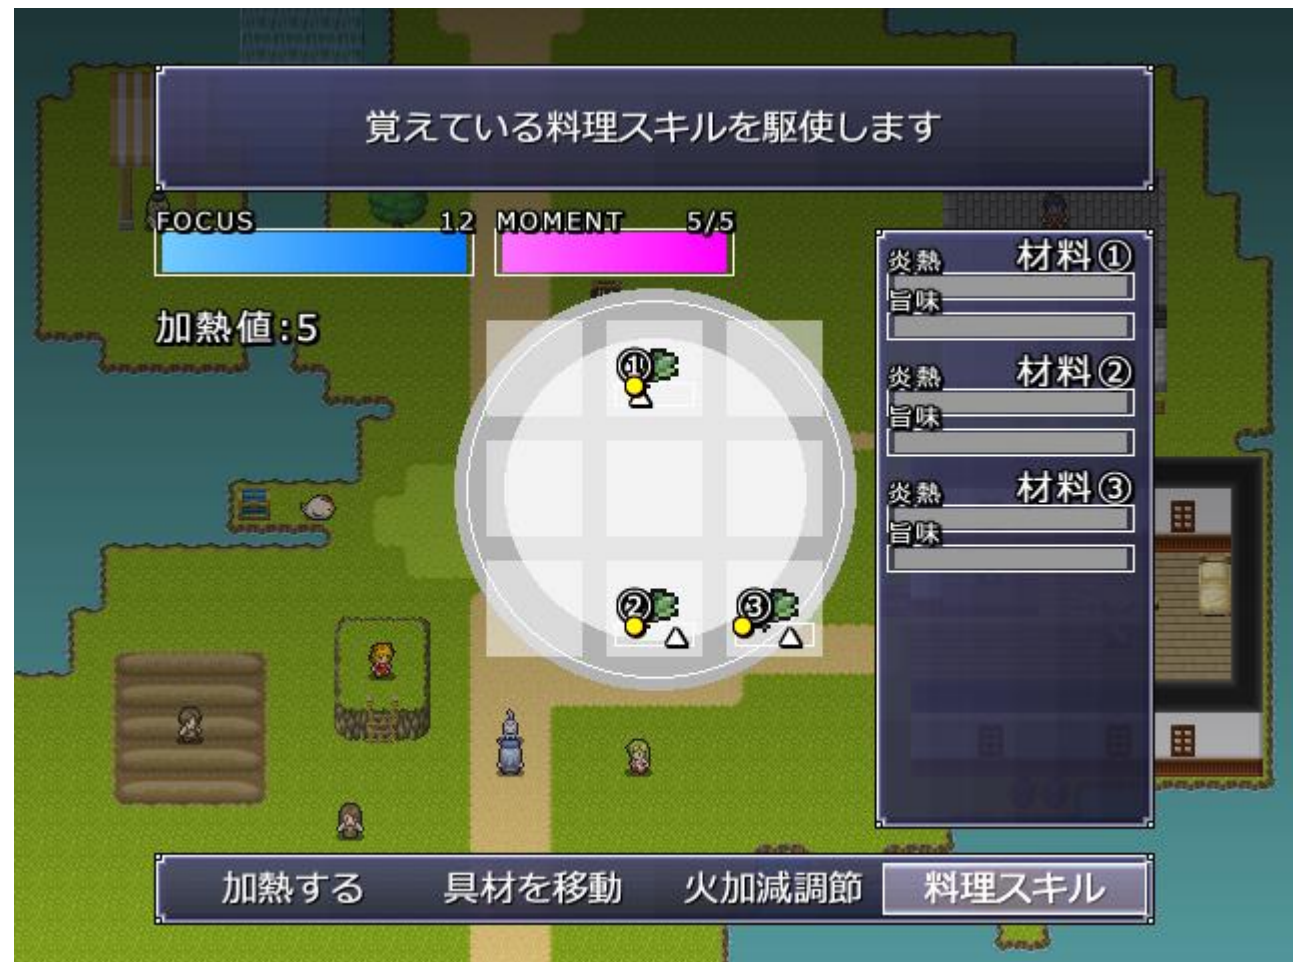 覚えている料理スキルを駆使します
FOCUS 12 MOMENT 5/5
加熱値:5
材料①
炎熱
旨味
材料②
炎熱
旨味
材料③
炎熱
旨味
①
②
③
加熱する 具材を移動 火加減調節 料理スキル